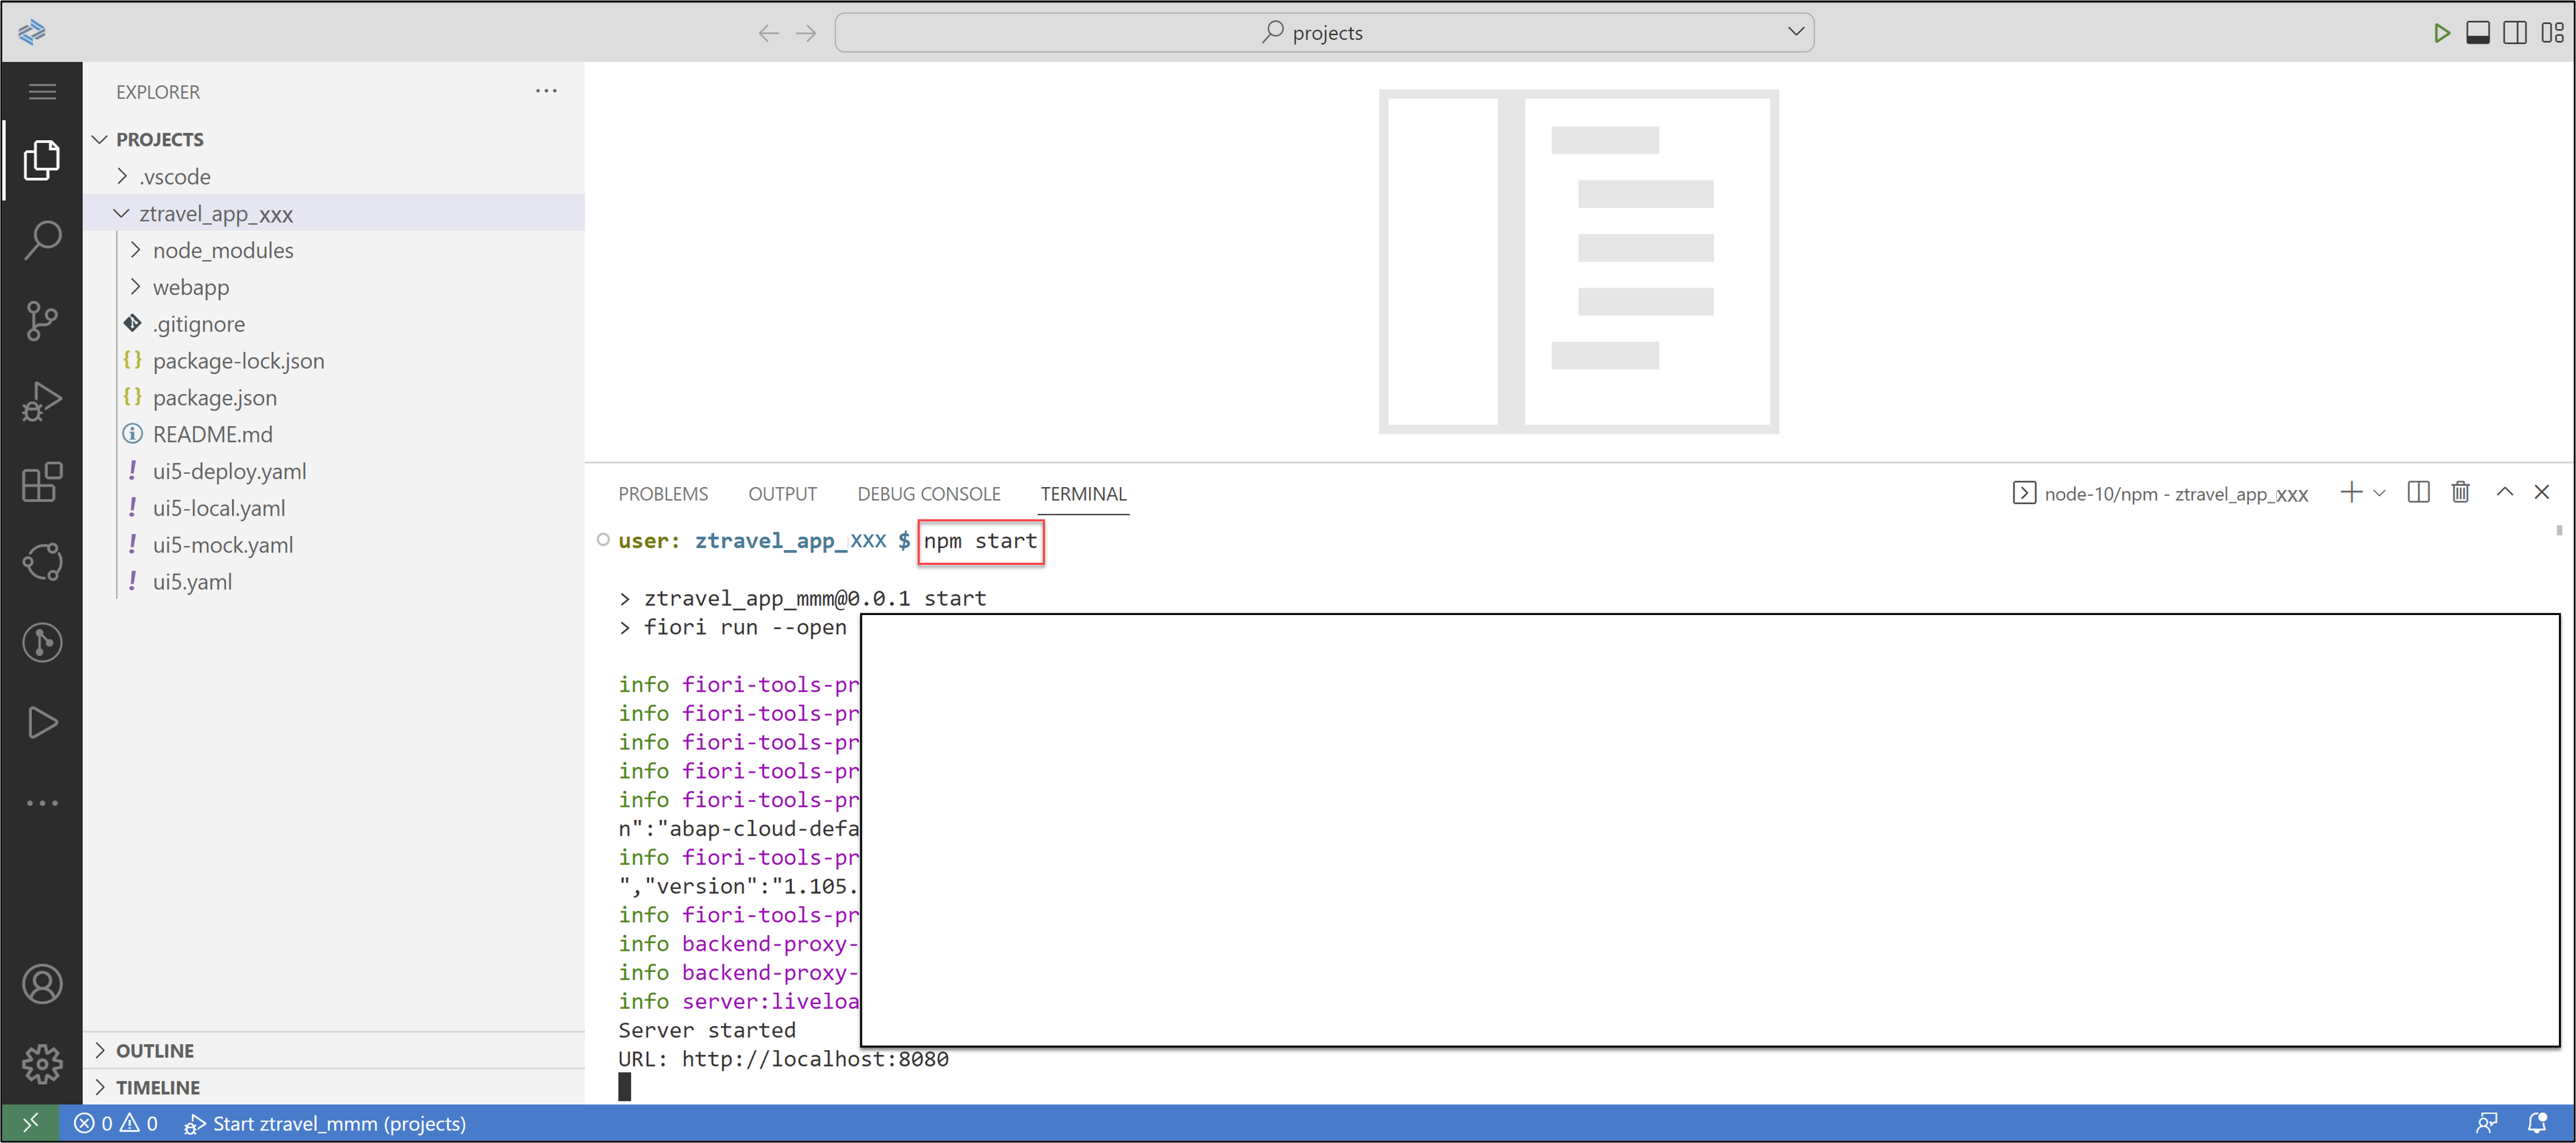 projects
EXPLORER
PROJECTS
.vscode
ztravel_app_xxx
node_modules
webapp
.gitignore
package-lock.json
package.json
README.md
ui5-deploy.yaml
ui5-local.yaml
ui5-mock.yaml
ui5.yaml
OUTLINE
TIMELINE
PROBLEMS OUTPUT DEBUG CONSOLE TERMINAL
node-10/npm - ztravel_app_xxx
user: ztravel_app_XXX $ npm start
> ztravel_app_mmm@0.0.1 start
> fiori run --open
info fiori-tools-pr
info fiori-tools-pr
info fiori-tools-pr
info fiori-tools-pr
info fiori-tools-pr
n":"abap-cloud-defa
info fiori-tools-pr
","version":"1.105.
info fiori-tools-pr
info backend-proxy-
info backend-proxy-
info server:liveloa
Server started
URL: http://localhost:8080
0 0 Start ztravel_mmm (projects)